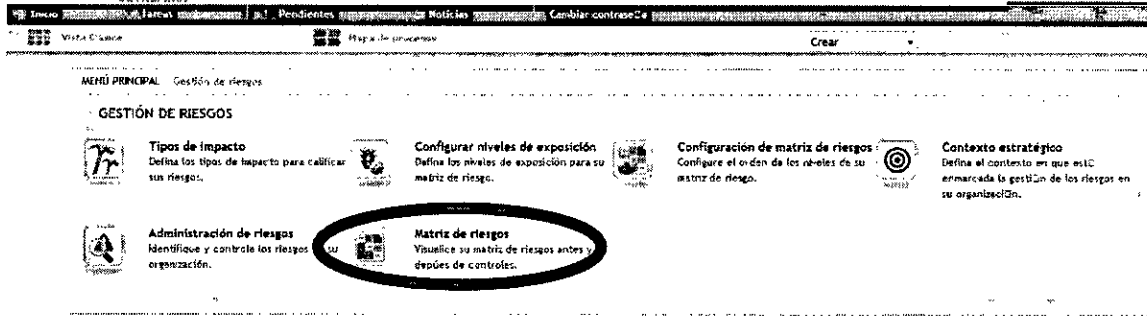 Inicio Tareas Pendientes Noticias Cambiar contraseCa
Vista Clásica Mapa de procesos Crear
MENÚ PRINCIPAL Gestión de riesgos
GESTIÓN DE RIESGOS
Tipos de impacto
Defina los tipos de impacto para calificar
sus riesgos.
Configurar niveles de exposición
Defina los niveles de exposición para su
matriz de riesgo.
Configuración de matriz de riesgos
Configure el orden de los niveles de su
matriz de riesgo.
Contexto estratégico
Defina el contexto en que estC
enmarcada la gestiCn de los riesgos en
su organizaciCn.
Administración de riesgos
Identifique y controle los riesgos su
organización.
Matriz de riesgos
Visualice su matriz de riesgos antes y
depúes de controles.